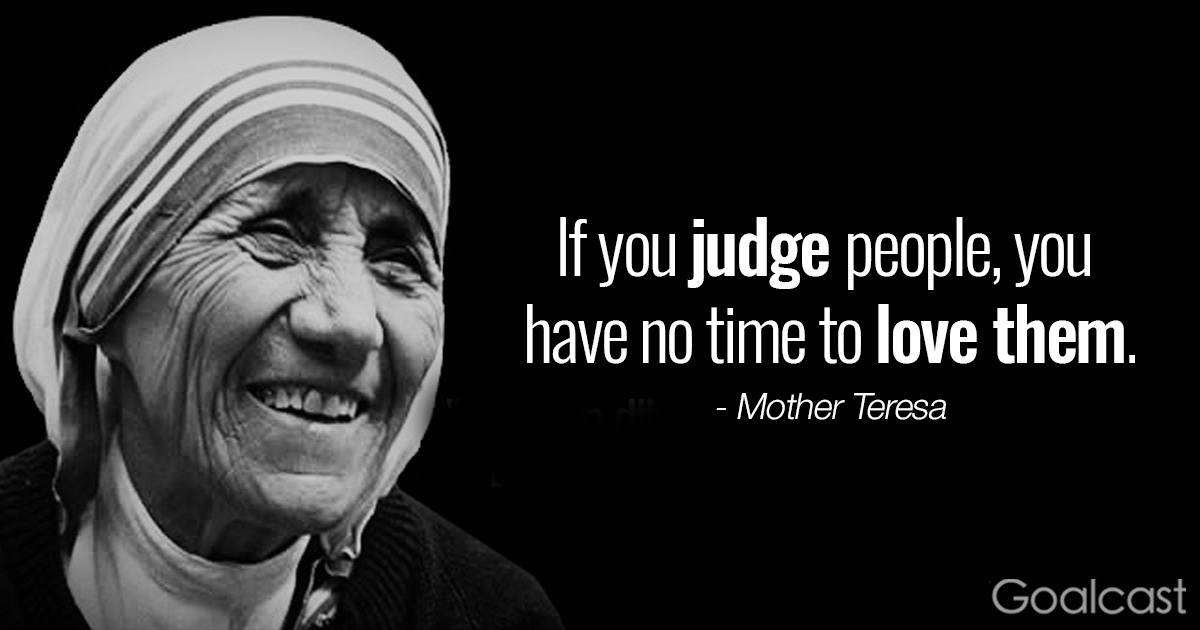 If you judge people, you
have no time to love them.
- Mother Teresa
Goalcast